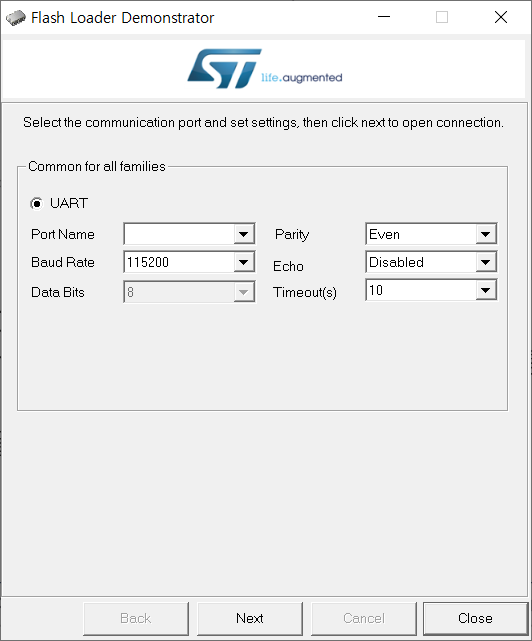 Flash Loader Demonstrator
ST life.augmented
Select the communication port and set settings, then click next to open connection.
Common for all families
UART
Port Name Parity Even
Baud Rate 115200 Echo Disabled
Data Bits 8 Timeout(s) 10
Back Next Cancel Close